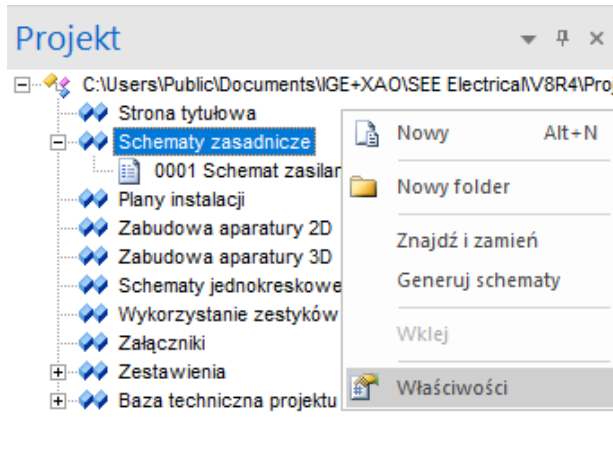 Projekt
C:\Users\Public\Documents\IGE+XAO\SEE Electrical\V8R4\Proj
Strona tytułowa
Schematy zasadnicze
0001 Schemat zasilan
Plany instalacji
Zabudowa aparatury 2D
Zabudowa aparatury 3D
Schematy jednokreskowe
Wykorzystanie zestyków
Załączniki
Zestawienia
Baza techniczna projektu
Nowy Alt+N
Nowy folder
Znajdź i zamień
Generuj schematy
Wklej
Właściwości